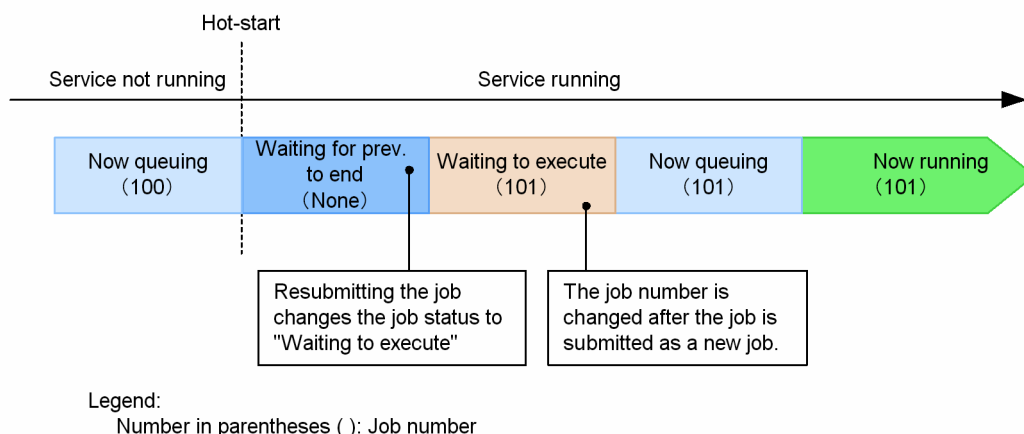 Hot-start
Service not running
Service running
Now queuing
（100）
Waiting for prev.
to end
（None）
Waiting to execute
（101）
Now queuing
（101）
Now running
（101）
Resubmitting the job
changes the job status to
"Waiting to execute"
The job number is
changed after the job is
submitted as a new job.
Legend:
Number in parentheses ( ): Job number